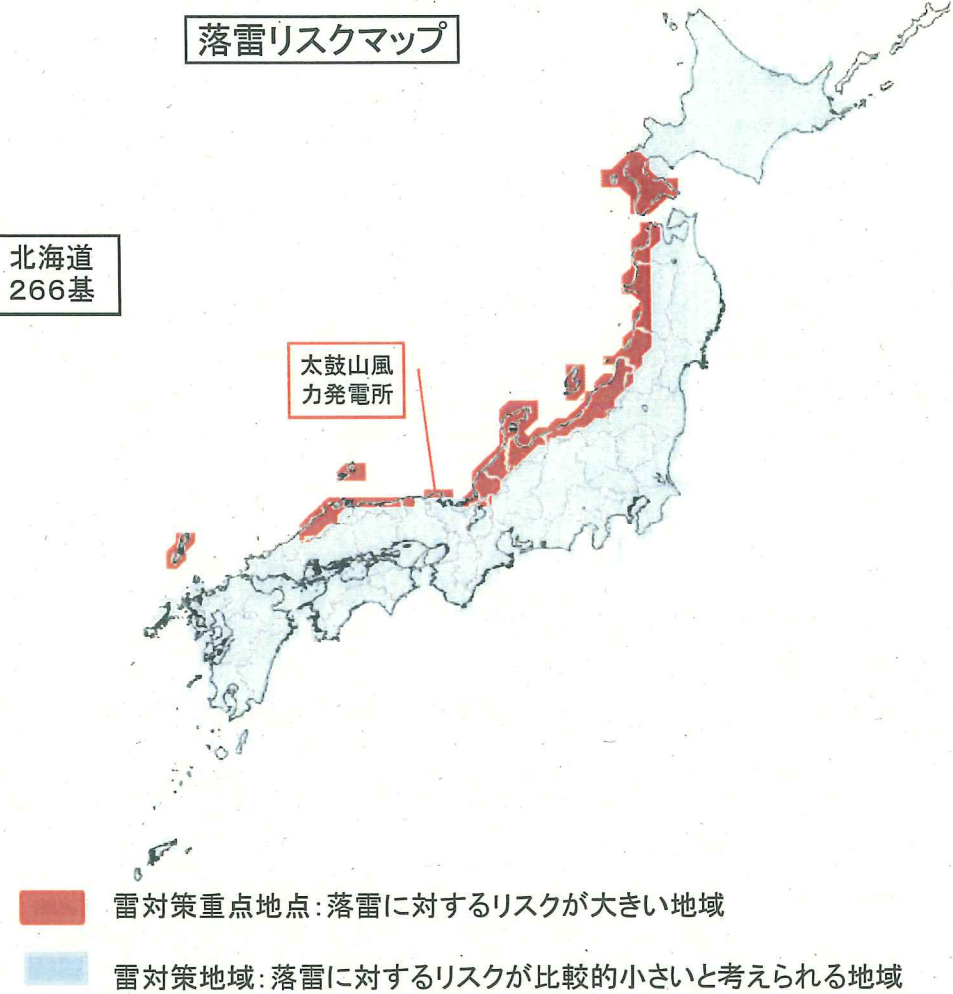 落雷リスクマップ
北海道
266基
太鼓山風
力発電所
雷対策重点地点：落雷に対するリスクが大きい地域
雷対策地域：落雷に対するリスクが比較的小さいと考えられる地域